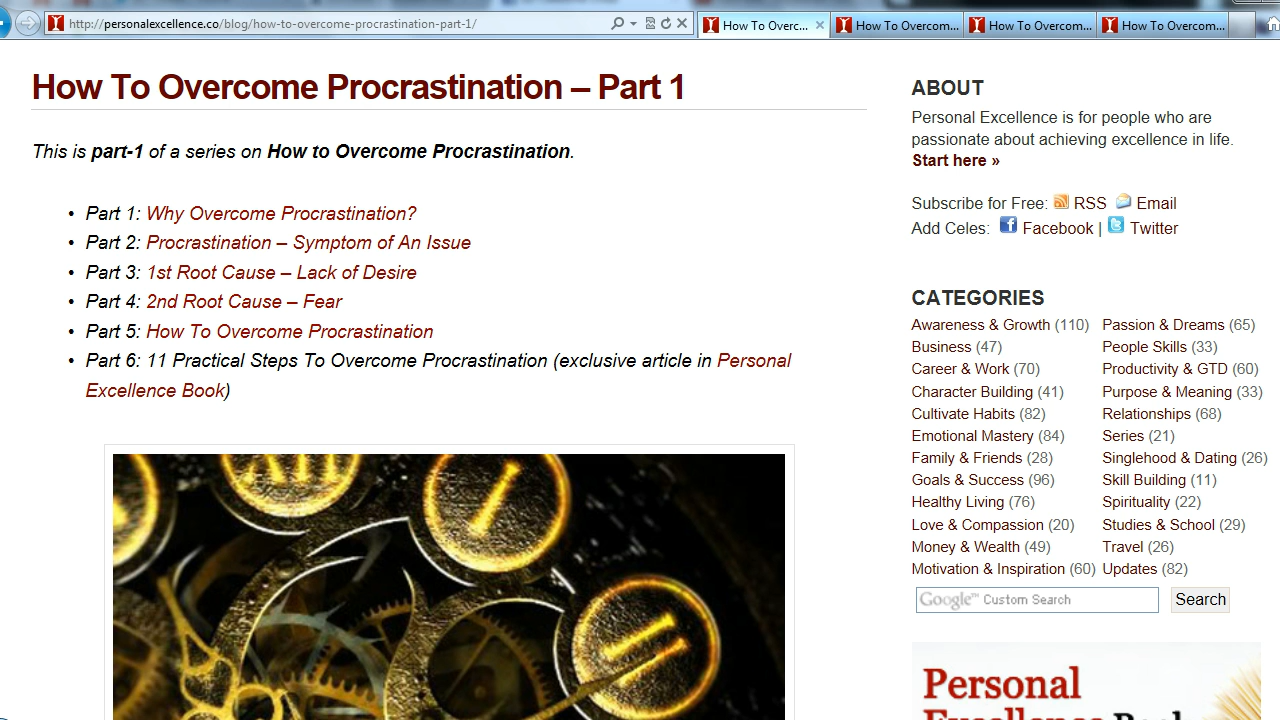 http://personalexcellence.co/blog/how-to-overcome-procrastination-part-1/
How To Overc...
How To Overcom...
How To Overcom...
How To Overcom...
How To Overcome Procrastination – Part 1
This is part-1 of a series on How to Overcome Procrastination.
• Part 1: Why Overcome Procrastination?
• Part 2: Procrastination – Symptom of An Issue
• Part 3: 1st Root Cause – Lack of Desire
• Part 4: 2nd Root Cause – Fear
• Part 5: How To Overcome Procrastination
• Part 6: 11 Practical Steps To Overcome Procrastination (exclusive article in Personal
Excellence Book)
XII
I
II
ABOUT
Personal Excellence is for people who are
passionate about achieving excellence in life.
Start here »
Subscribe for Free: RSS Email
Add Celes: Facebook | Twitter
CATEGORIES
Awareness & Growth (110)
Business (47)
Career & Work (70)
Character Building (41)
Cultivate Habits (82)
Emotional Mastery (84)
Family & Friends (28)
Goals & Success (96)
Healthy Living (76)
Love & Compassion (20)
Money & Wealth (49)
Motivation & Inspiration (60)
Passion & Dreams (65)
People Skills (33)
Productivity & GTD (60)
Purpose & Meaning (33)
Relationships (68)
Series (21)
Singlehood & Dating (26)
Skill Building (11)
Spirituality (22)
Studies & School (29)
Travel (26)
Updates (82)
Google™ Custom Search
Search
Personal
Excellence Book